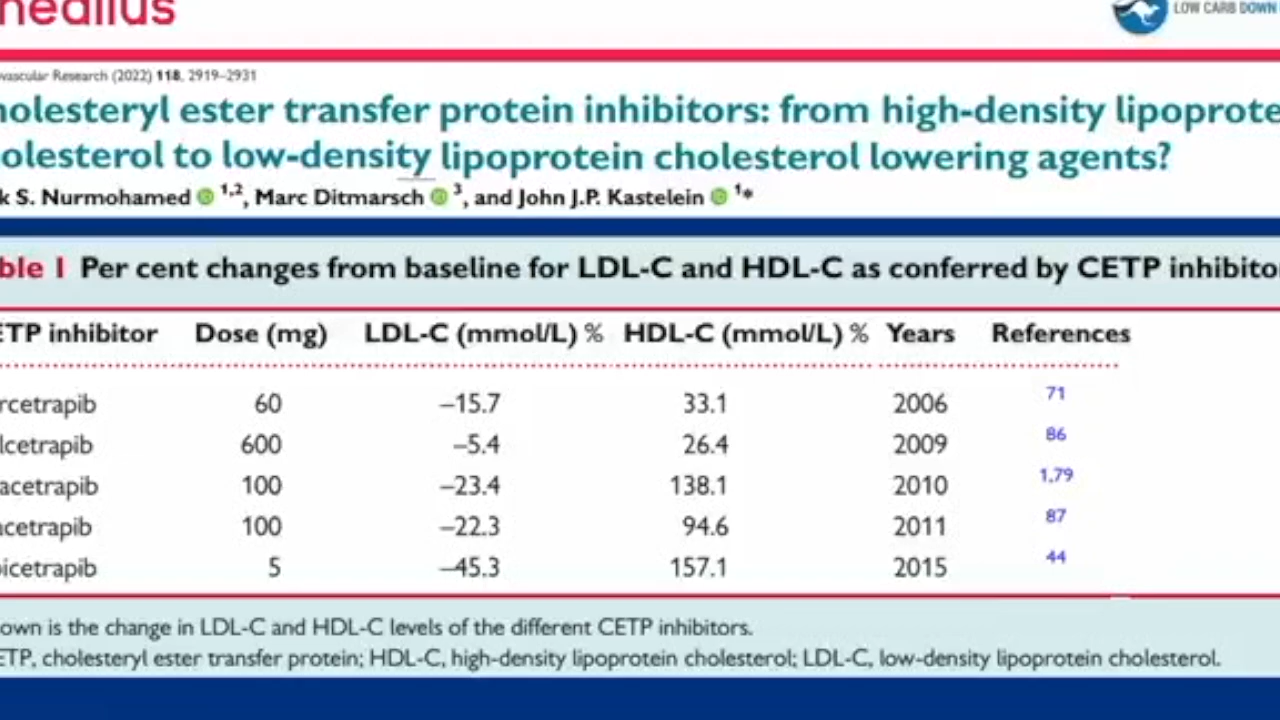 nealius
LOW CARB DOWN
vascular Research (2022) 118, 2919–2931
holesteryl ester transfer protein inhibitors: from high-density lipoprote
olesterol to low-density lipoprotein cholesterol lowering agents?
k S. Nurmohamed 1,2, Marc Ditmarsch 3, and John J.P. Kastelein 1*
ble 1 Per cent changes from baseline for LDL-C and HDL-C as conferred by CETP inhibito
ETP inhibitor Dose (mg) LDL-C (mmol/L) % HDL-C (mmol/L) % Years References
rcetrapib 60 –15.7 33.1 2006 71
lcetrapib 600 –5.4 26.4 2009 86
acetrapib 100 –23.4 138.1 2010 1,79
acetrapib 100 –22.3 94.6 2011 87
icetrapib 5 –45.3 157.1 2015 44
own is the change in LDL-C and HDL-C levels of the different CETP inhibitors.
ETP, cholesteryl ester transfer protein; HDL-C, high-density lipoprotein cholesterol; LDL-C, low-density lipoprotein cholesterol.